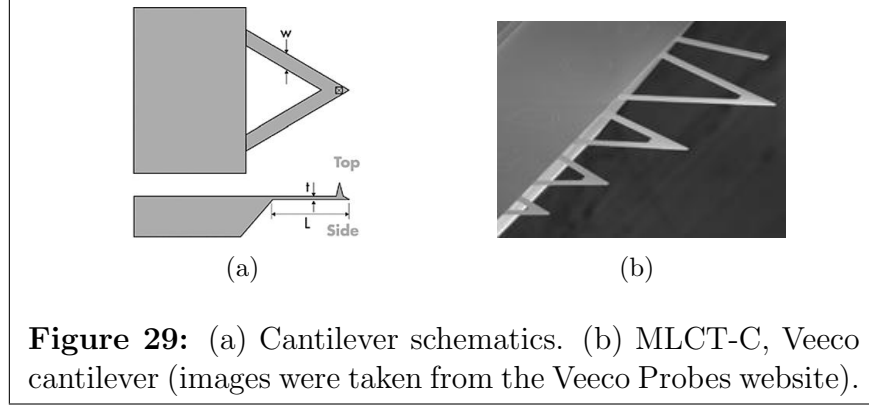 w
Top
t
L
Side
(a)
(b)
Figure 29: (a) Cantilever schematics. (b) MLCT-C, Veeco
cantilever (images were taken from the Veeco Probes website).